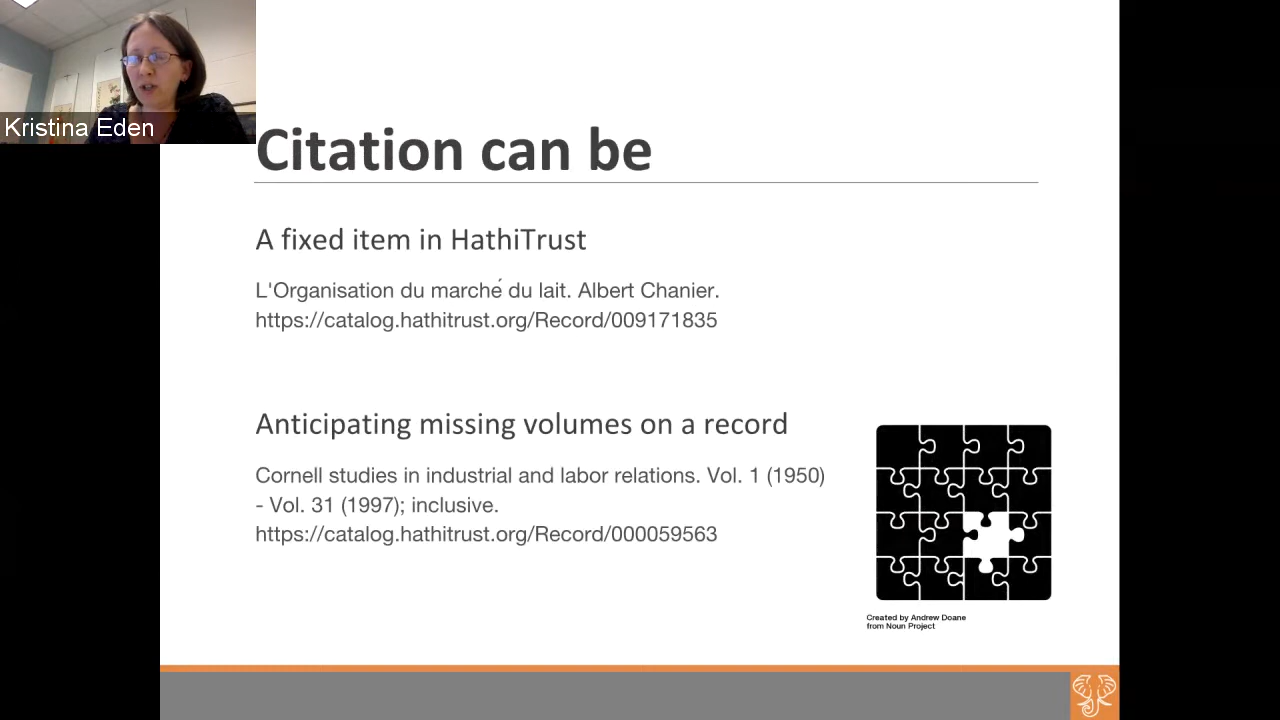 Kristina Eden
Citation can be
A fixed item in HathiTrust
L'Organisation du marché du lait. Albert Chanier.
https://catalog.hathitrust.org/Record/009171835
Anticipating missing volumes on a record
Cornell studies in industrial and labor relations. Vol. 1 (1950)
- Vol. 31 (1997); inclusive.
https://catalog.hathitrust.org/Record/000059563
Created by Andrew Doane
from Noun Project